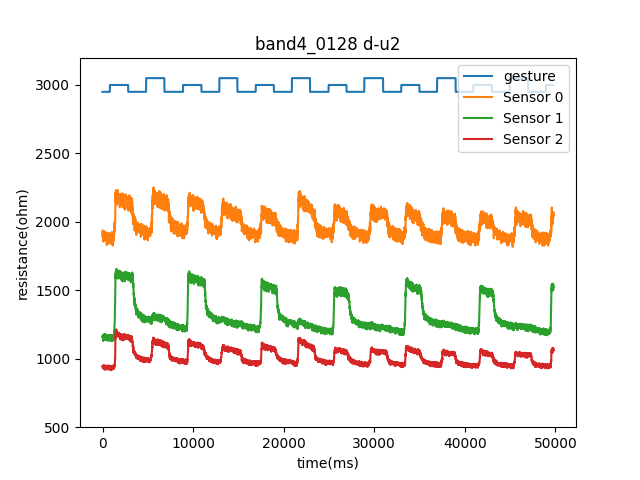 band4_0128 d-u2
gesture
Sensor 0
Sensor 1
Sensor 2
resistance(ohm)
3000
2500
2000
1500
1000
500
0
10000
20000
30000
40000
50000
time(ms)